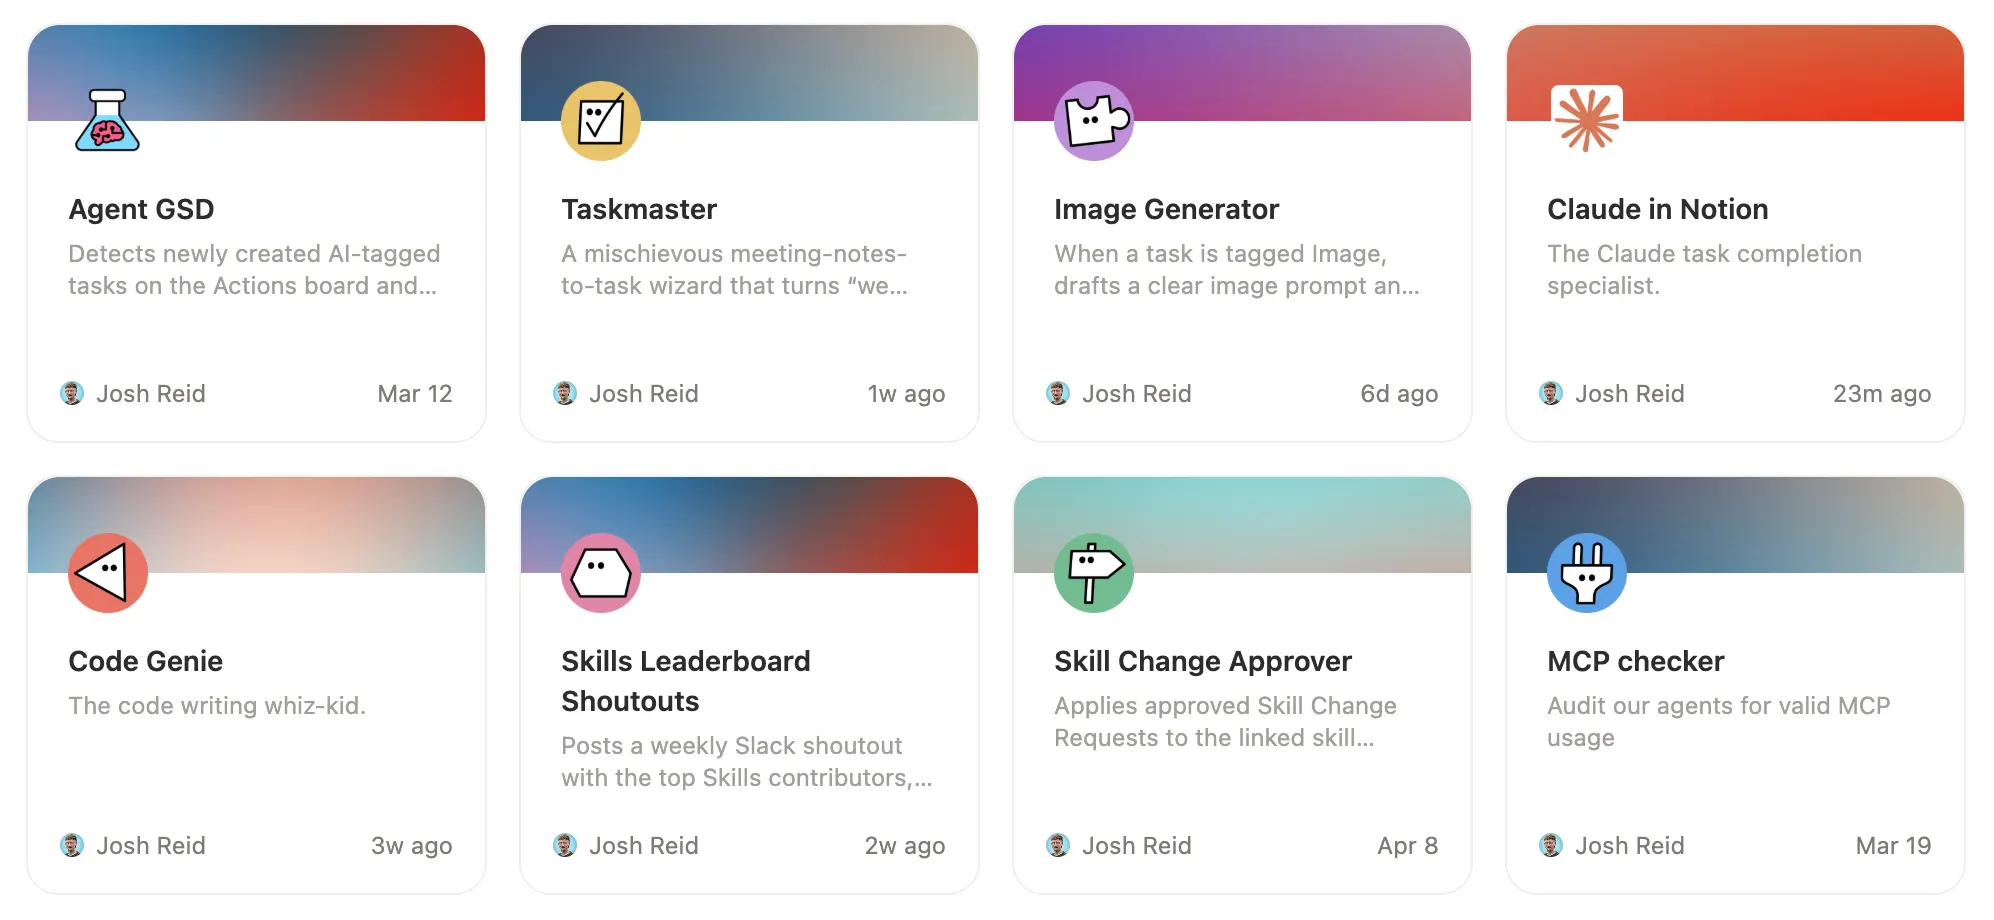 Agent GSD
Detects newly created AI-tagged
tasks on the Actions board and...
Josh Reid
Mar 12
Taskmaster
A mischievous meeting-notes-
to-task wizard that turns “we...
Josh Reid
1w ago
Image Generator
When a task is tagged Image,
drafts a clear image prompt an...
Josh Reid
6d ago
Claude in Notion
The Claude task completion
specialist.
Josh Reid
23m ago
Code Genie
The code writing whiz-kid.
Josh Reid
3w ago
Skills Leaderboard
Shoutouts
Posts a weekly Slack shoutout
with the top Skills contributors,...
Josh Reid
2w ago
Skill Change Approver
Applies approved Skill Change
Requests to the linked skill...
Josh Reid
Apr 8
MCP checker
Audit our agents for valid MCP
usage
Josh Reid
Mar 19